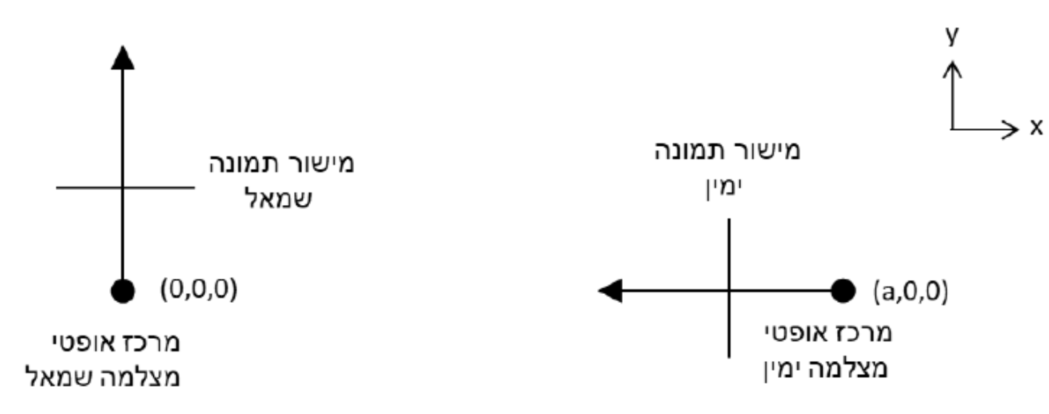 y
x
מישור תמונה
שמאל
(0,0,0)
מרכז אופטי
מצלמה שמאל
מישור תמונה
ימין
(a,0,0)
מרכז אופטי
מצלמה ימין